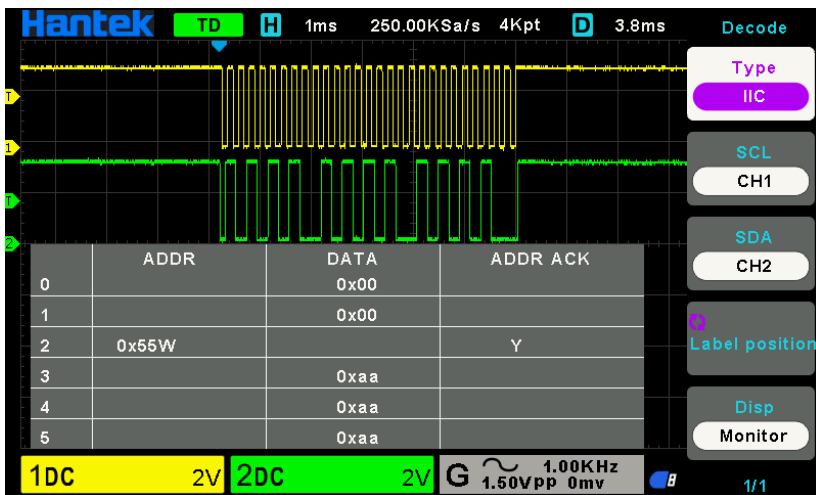 Hantek TD H 1ms 250.00KSa/s 4Kpt D 3.8ms Decode
Type
IIC
T
1
SCL
CH1
T
SDA
CH2
2
ADDR DATA ADDR ACK
0 0x00
1 0x00
2 0x55W Y
Label position
3 0xaa
4 0xaa
Disp
5 0xaa
Monitor
1DC 2V 2DC 2V G 1.00KHz
1.50Vpp 0mv
1/1